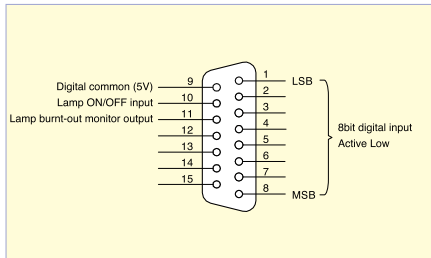 Digital common (5V) 9
Lamp ON/OFF input 10
Lamp burnt-out monitor output 11
12
13
14
15
1 LSB
2
3
4
5
6
7
8 MSB
8bit digital input
Active Low